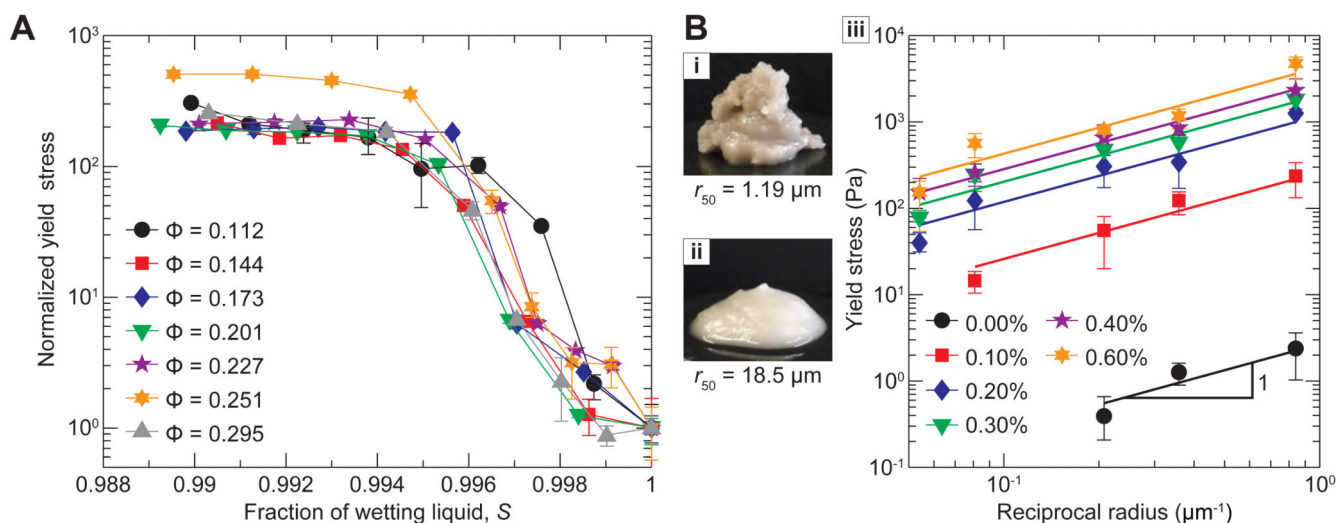 A
10³
10²
10¹
10⁰
Normalized yield stress
Φ = 0.112
Φ = 0.144
Φ = 0.173
Φ = 0.201
Φ = 0.227
Φ = 0.251
Φ = 0.295
0.988 0.99 0.992 0.994 0.996 0.998 1
Fraction of wetting liquid, S
B
i
r₅₀ = 1.19 µm
ii
r₅₀ = 18.5 µm
iii
10⁴
10³
10²
10¹
10⁰
10⁻¹
Yield stress (Pa)
0.00%
0.10%
0.20%
0.30%
0.40%
0.60%
1
10⁻¹ 10⁰
Reciprocal radius (µm⁻¹)